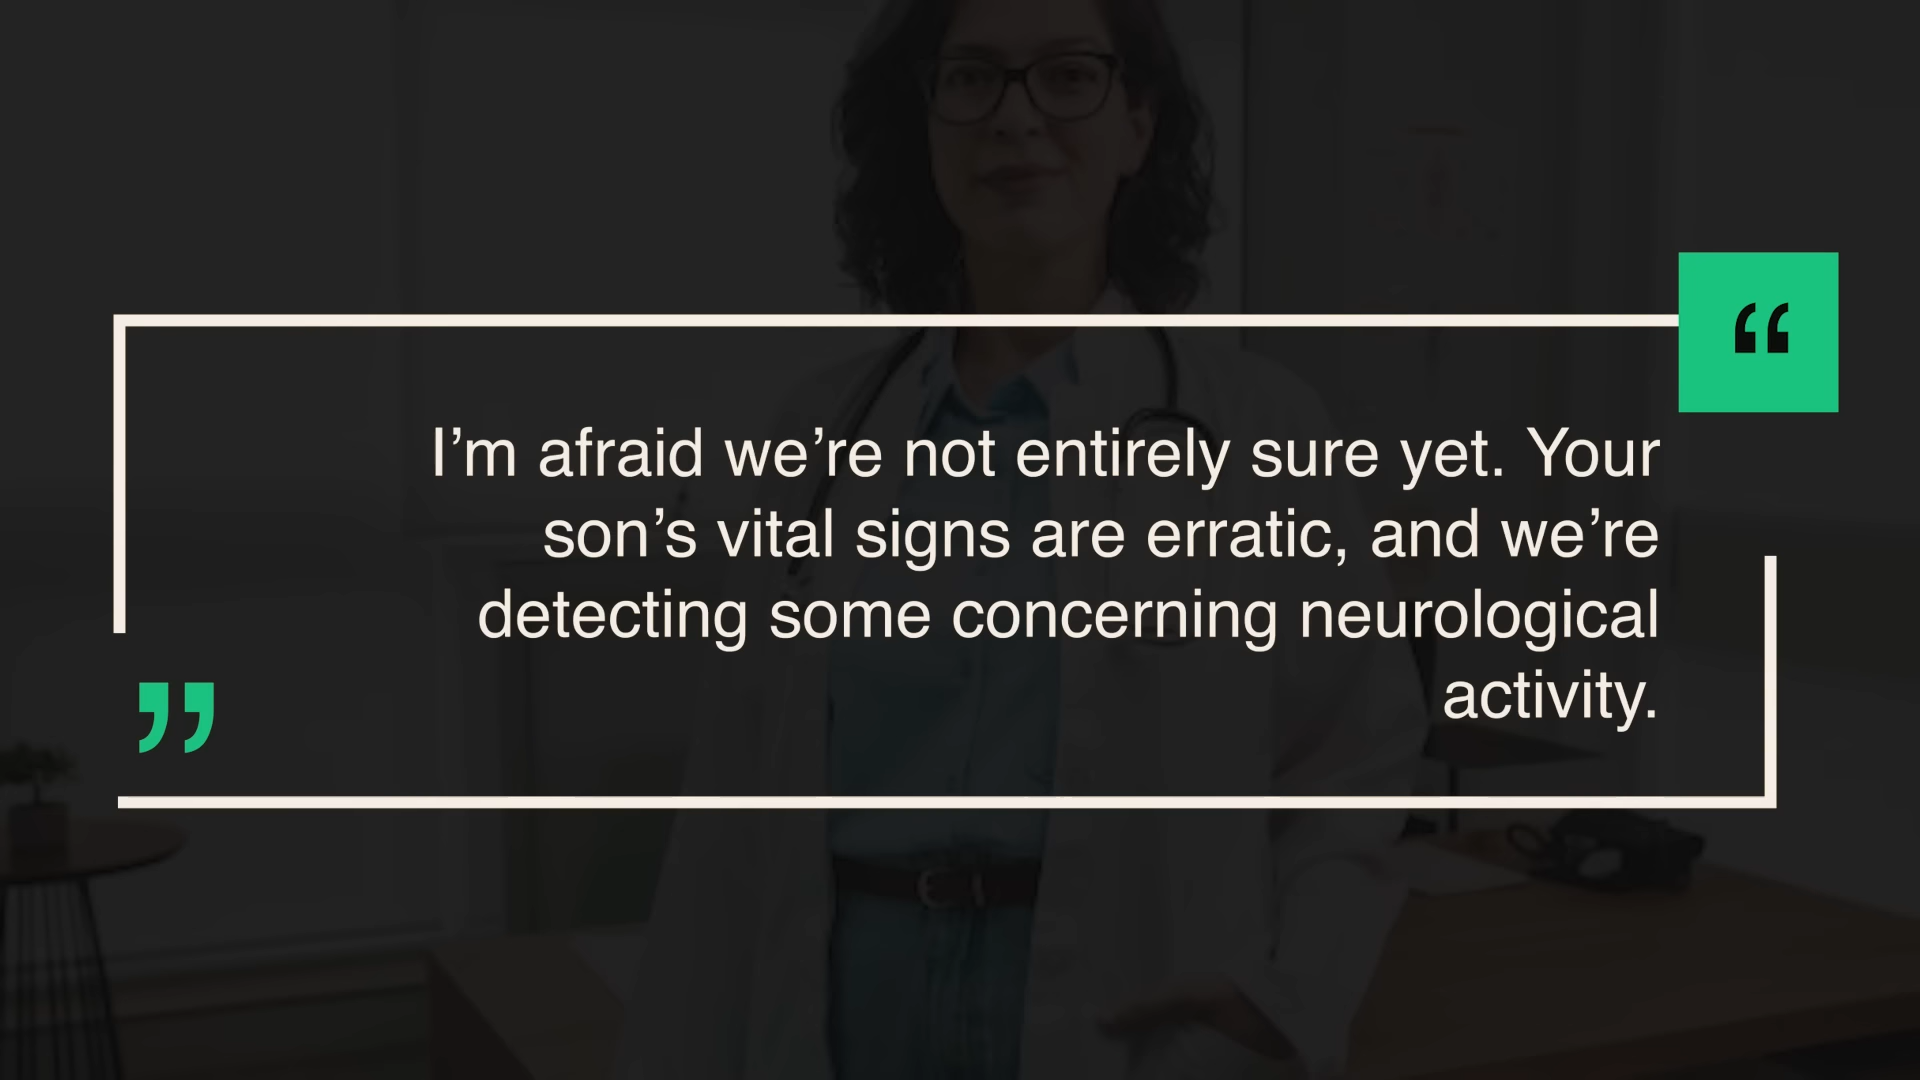 “
I’m afraid we’re not entirely sure yet. Your
son’s vital signs are erratic, and we’re
detecting some concerning neurological
activity.
”